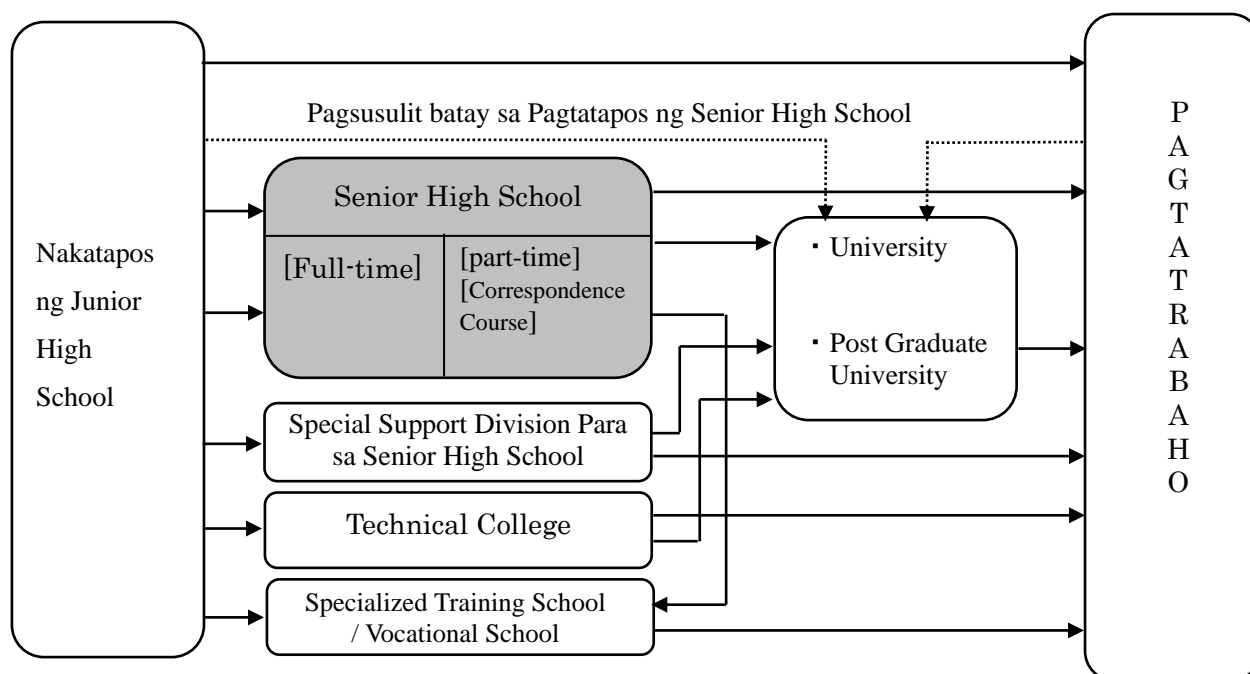 Pagsusulit batay sa Pagtatapos ng Senior High School
Nakatapos
ng Junior
High
School
Senior High School
[Full-time]
[part-time]
[Correspondence
Course]
・University
・Post Graduate
University
Special Support Division Para
sa Senior High School
Technical College
Specialized Training School
/ Vocational School
P
A
G
T
A
T
R
A
B
A
H
O